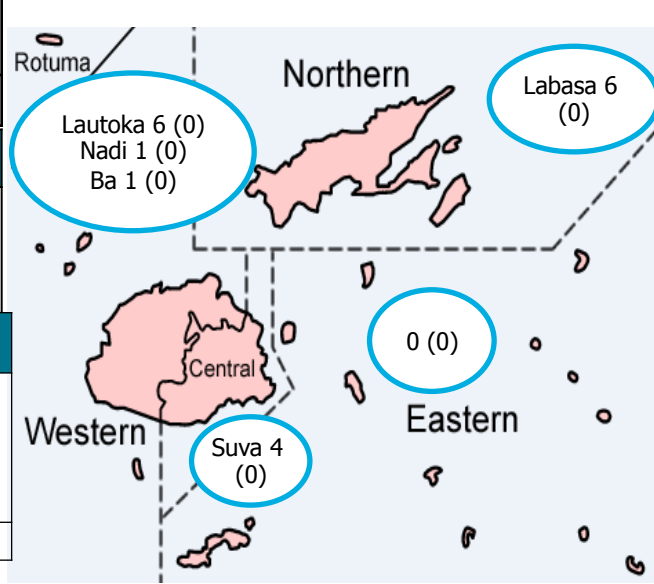 Rotuma
Northern
Labasa 6
(0)
Lautoka 6 (0)
Nadi 1 (0)
Ba 1 (0)
0 (0)
Central
Western
Eastern
Suva 4
(0)